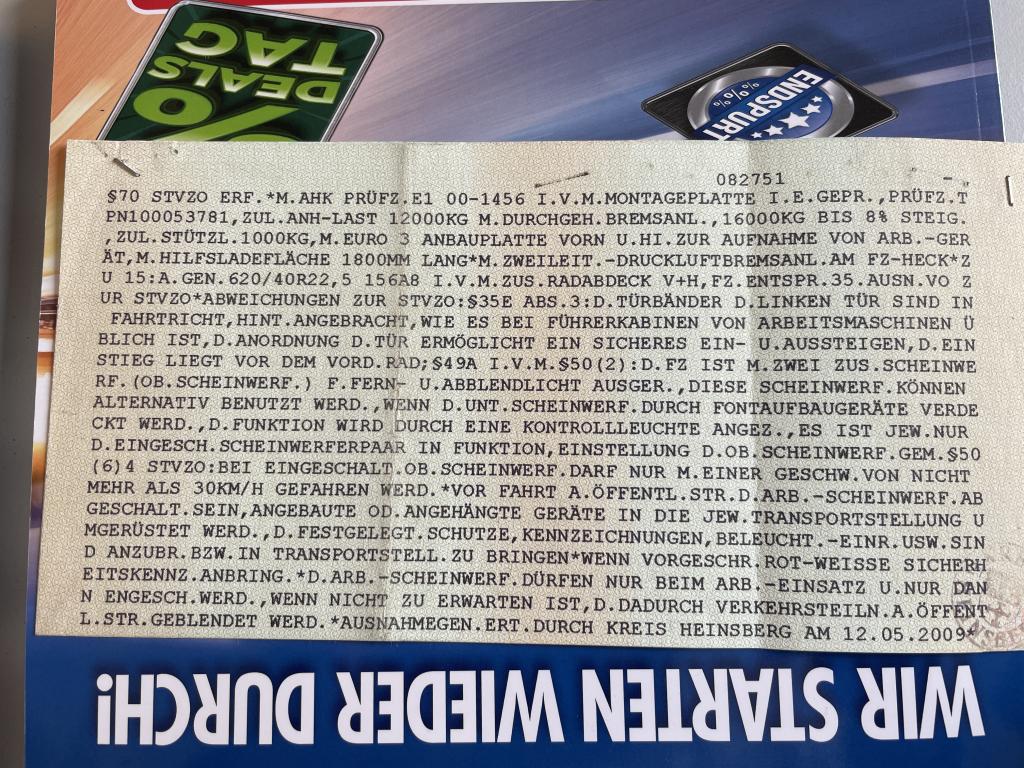 DEALS
TAG
%
ENDSPURT
%%
082751
§70 STVZO ERF.*M.AHK PRÜFZ.E1 00-1456 I.V.M.MONTAGEPLATTE I.E.GEPR.,PRÜFZ.T
PN100053781,ZUL.ANH-LAST 12000KG M.DURCHGEH.BREMSANL.,16000KG BIS 8% STEIG.
,ZUL.STÜTZL.1000KG,M.EURO 3 ANBAUPLATTE VORN U.HI.ZUR AUFNAHME VON ARB.-GER
ÄT,M.HILFSLADEFLÄCHE 1800MM LANG*M.ZWEILEIT.-DRUCKLUFTBREMSANL.AM FZ-HECK*Z
U 15:A.GEN.620/40R22,5 156A8 I.V.M.ZUS.RADABDECK V+H,FZ.ENTSPR.35.AUSN.VO Z
UR STVZO*ABWEICHUNGEN ZUR STVZO:§35E ABS.3:D.TÜRBÄNDER D.LINKEN TÜR SIND IN
FAHRTRICHT,HINT.ANGEBRACHT,WIE ES BEI FÜHRERKABINEN VON ARBEITSMASCHINEN Ü
BLICH IST,D.ANORDNUNG D.TÜR ERMÖGLICHT EIN SICHERES EIN- U.AUSSTEIGEN,D.EIN
STIEG LIEGT VOR DEM VORD.RAD;§49A I.V.M.§50(2):D.FZ IST M.ZWEI ZUS.SCHEINWE
RF.(OB.SCHEINWERF.) F.FERN- U.ABBLENDLICHT AUSGER.,DIESE SCHEINWERF.KÖNNEN
ALTERNATIV BENUTZT WERD.,WENN D.UNT.SCHEINWERF.DURCH FONTAUFBAUGERÄTE VERDE
CKT WERD.,D.FUNKTION WIRD DURCH EINE KONTROLLLEUCHTE ANGEZ.,ES IST JEW.NUR
D.EINGESCH.SCHEINWERFERPAAR IN FUNKTION,EINSTELLUNG D.OB.SCHEINWERF.GEM.§50
(6)4 STVZO:BEI EINGESCHALT.OB.SCHEINWERF.DARF NUR M.EINER GESCHW.VON NICHT
MEHR ALS 30KM/H GEFAHREN WERD.*VOR FAHRT A.ÖFFENTL.STR.D.ARB.-SCHEINWERF.AB
GESCHALT.SEIN,ANGEBAUTE OD.ANGEHÄNGTE GERÄTE IN DIE JEW.TRANSPORTSTELLUNG U
MGERÜSTET WERD.,D.FESTGELEGT.SCHUTZE,KENNZEICHNUNGEN,BELEUCHT.-EINR.USW.SIN
D ANZUBR.BZW.IN TRANSPORTSTELL.ZU BRINGEN*WENN VORGESCHR.ROT-WEISSE SICHERH
EITSKENNZ.ANBRING.*D.ARB.-SCHEINWERF.DÜRFEN NUR BEIM ARB.-EINSATZ U.NUR DAN
N ENGESCH.WERD.,WENN NICHT ZU ERWARTEN IST,D.DADURCH VERKEHRSTEILN.A.ÖFFENT
L.STR.GEBLENDET WERD.*AUSNAHMEGEN.ERT.DURCH KREIS HEINSBERG AM 12.05.2009*
WIR STARTEN WIEDER DURCH!